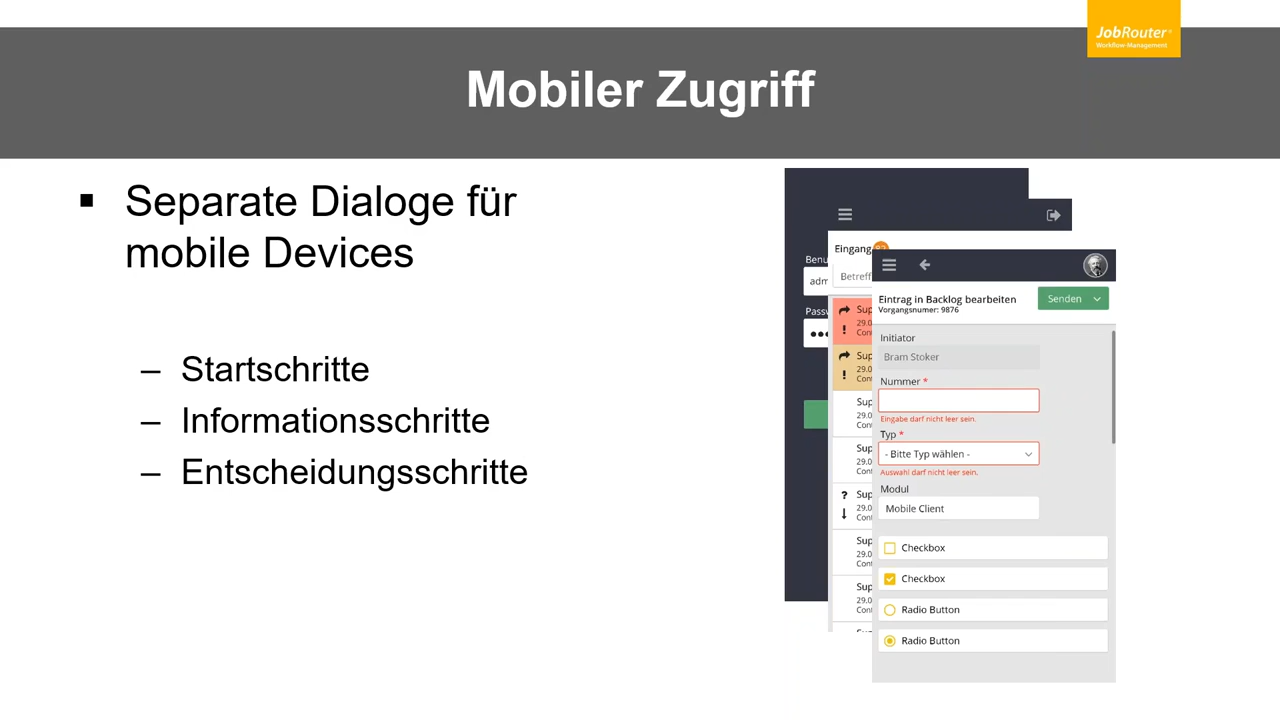 JobRouter
Workflow-Management
Mobiler Zugriff
▪ Separate Dialoge für
mobile Devices
– Startschritte
– Informationsschritte
– Entscheidungsschritte
Eingang
Betreff
Eintrag in Backlog bearbeiten
Vorgangsnumer: 9876
Senden
Initiator
Bram Stoker
Nummer *
Eingabe darf nicht leer sein.
Typ *
- Bitte Typ wählen -
Auswahl darf nicht leer sein.
Modul
Mobile Client
Checkbox
Checkbox
Radio Button
Radio Button